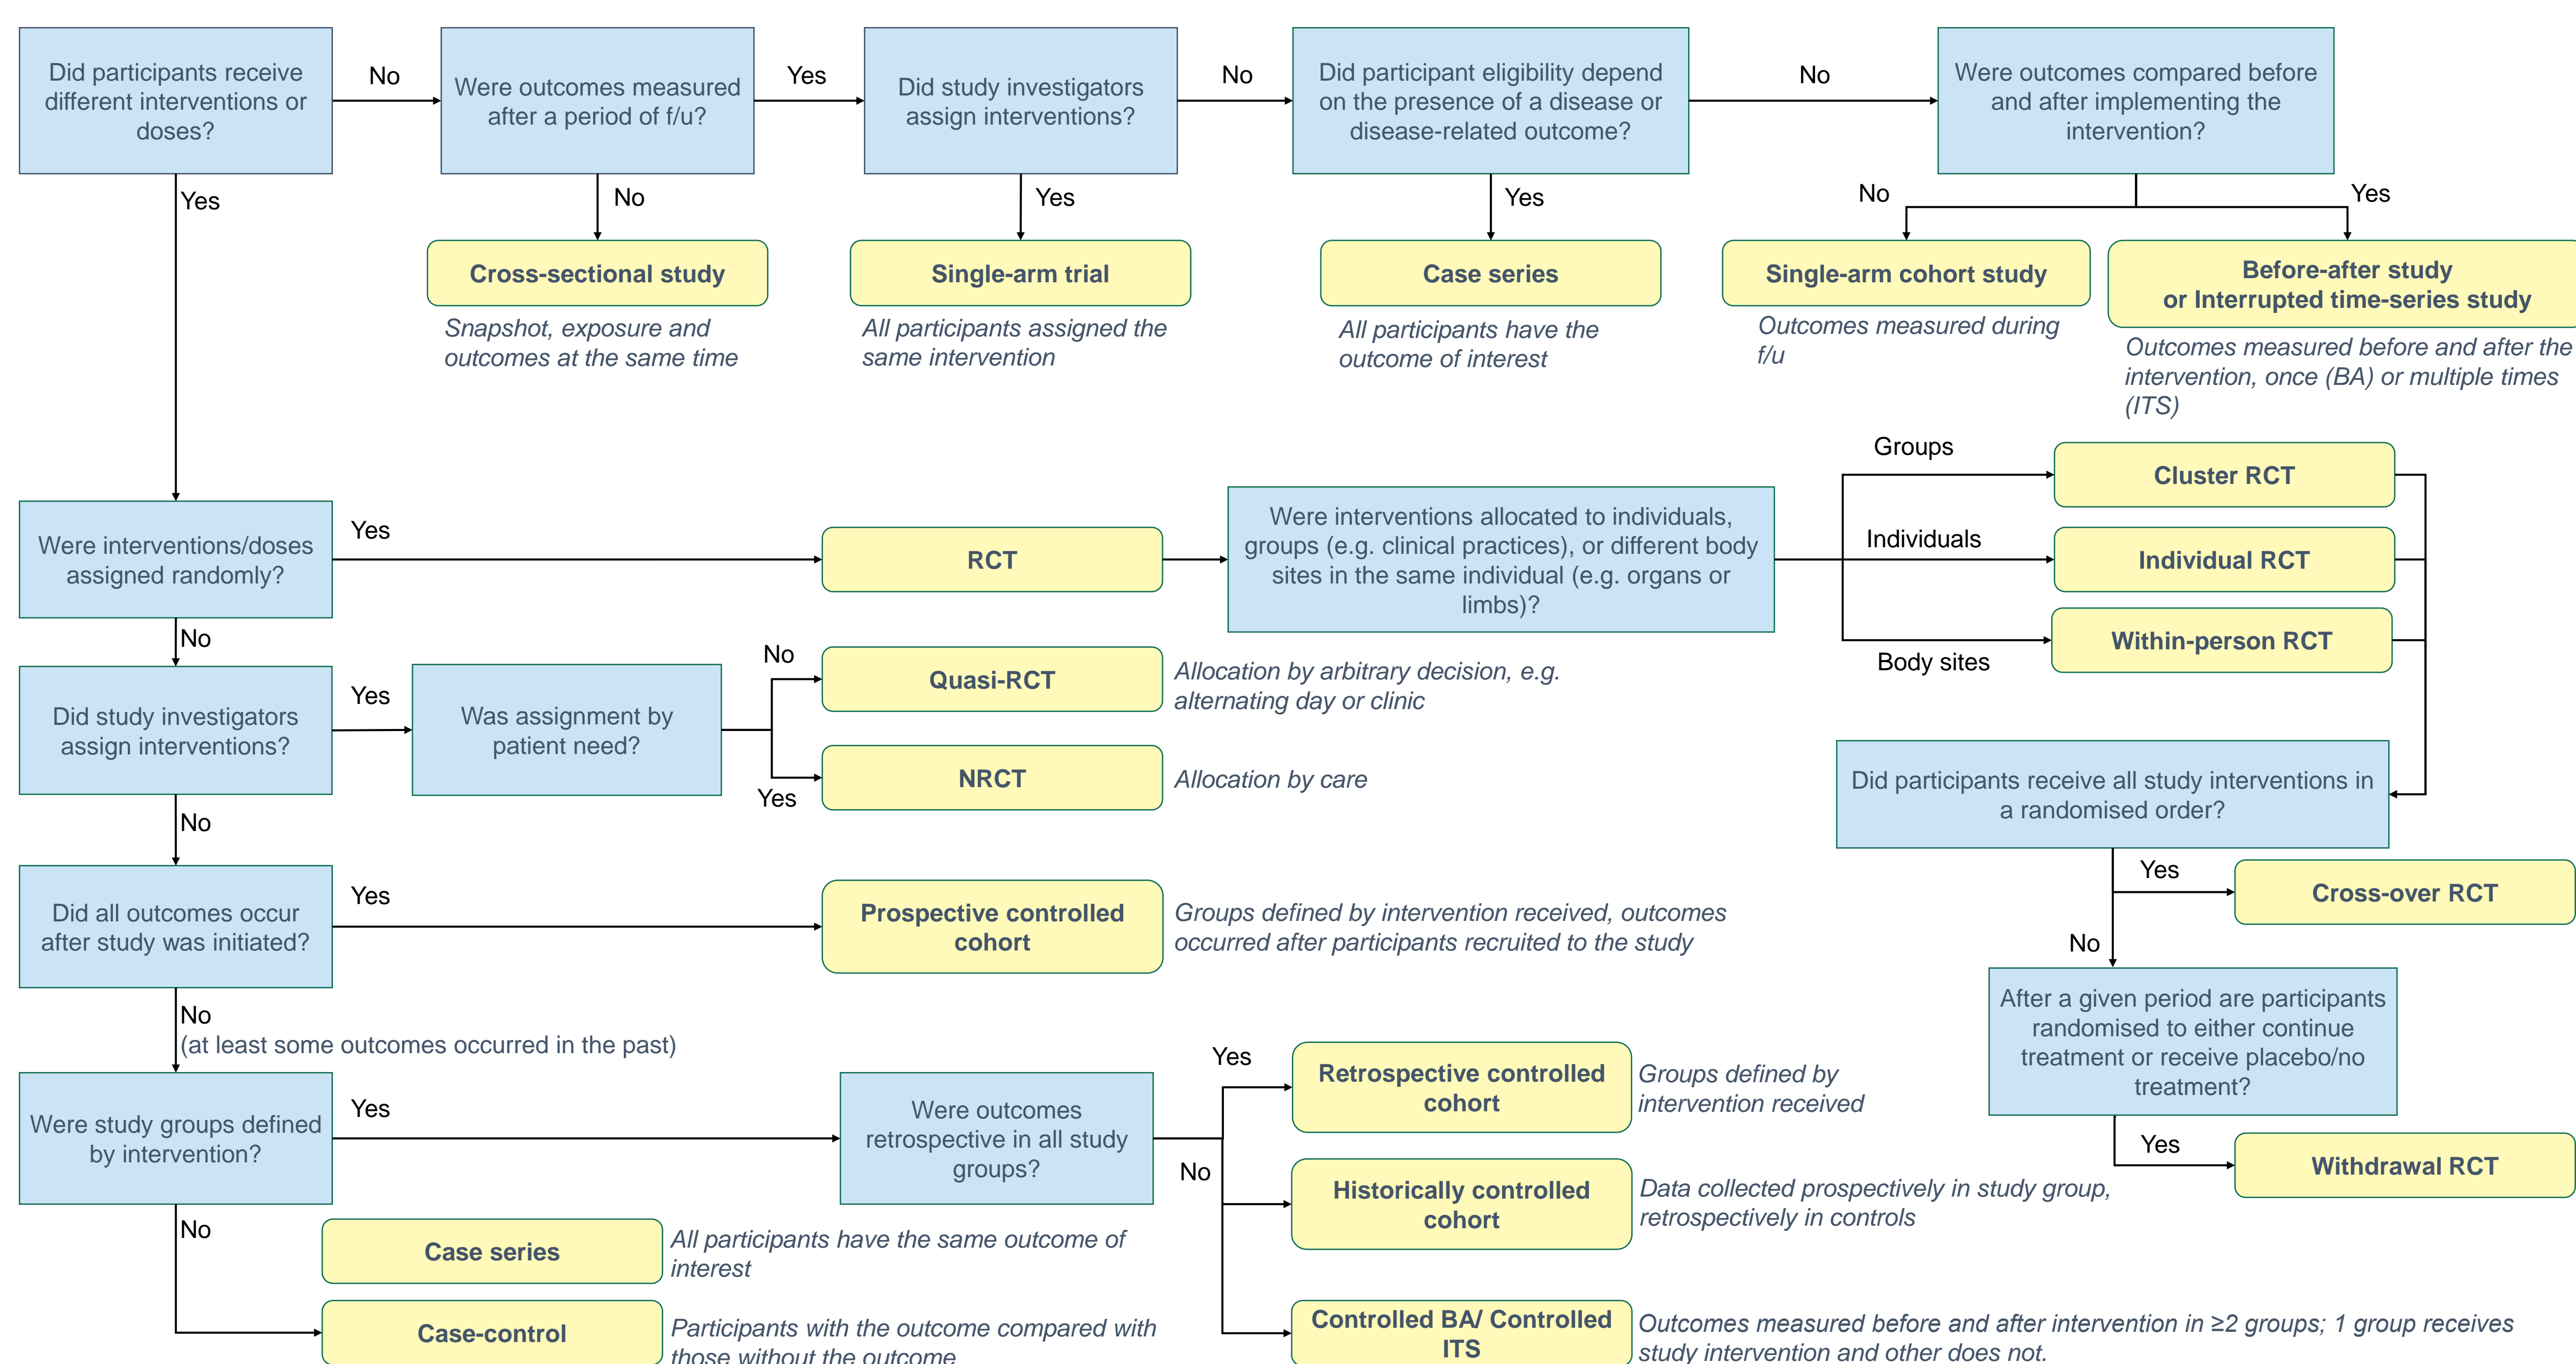 Did participants receive
different interventions or
doses?
No
Were outcomes measured
after a period of f/u?
Yes
Did study investigators
assign interventions?
No
Did participant eligibility depend
on the presence of a disease or
disease-related outcome?
No
Were outcomes compared before
and after implementing the
intervention?
Yes
No
Yes
Yes
No
Yes
Cross-sectional study
Snapshot, exposure and
outcomes at the same time
Single-arm trial
All participants assigned the
same intervention
Case series
All participants have the
outcome of interest
Single-arm cohort study
Outcomes measured during
f/u
Before-after study
or Interrupted time-series study
Outcomes measured before and after the
intervention, once (BA) or multiple times
(ITS)
Were interventions/doses
assigned randomly?
Yes
RCT
Were interventions allocated to individuals,
groups (e.g. clinical practices), or different body
sites in the same individual (e.g. organs or
limbs)?
Groups
Cluster RCT
Individuals
Individual RCT
Body sites
Within-person RCT
No
Did study investigators
assign interventions?
Yes
Was assignment by
patient need?
No
Quasi-RCT
Allocation by arbitrary decision, e.g.
alternating day or clinic
Yes
NRCT
Allocation by care
Did participants receive all study interventions in
a randomised order?
Yes
Cross-over RCT
No
After a given period are participants
randomised to either continue
treatment or receive placebo/no
treatment?
Yes
Withdrawal RCT
No
Did all outcomes occur
after study was initiated?
Yes
Prospective controlled
cohort
Groups defined by intervention received, outcomes
occurred after participants recruited to the study
No
(at least some outcomes occurred in the past)
Were study groups defined
by intervention?
Yes
Were outcomes
retrospective in all study
groups?
Yes
Retrospective controlled
cohort
Groups defined by
intervention received
No
Historically controlled
cohort
Data collected prospectively in study group,
retrospectively in controls
Controlled BA/ Controlled
ITS
Outcomes measured before and after intervention in ≥2 groups; 1 group receives
study intervention and other does not.
No
Case series
All participants have the same outcome of
interest
Case-control
Participants with the outcome compared with
those without the outcome